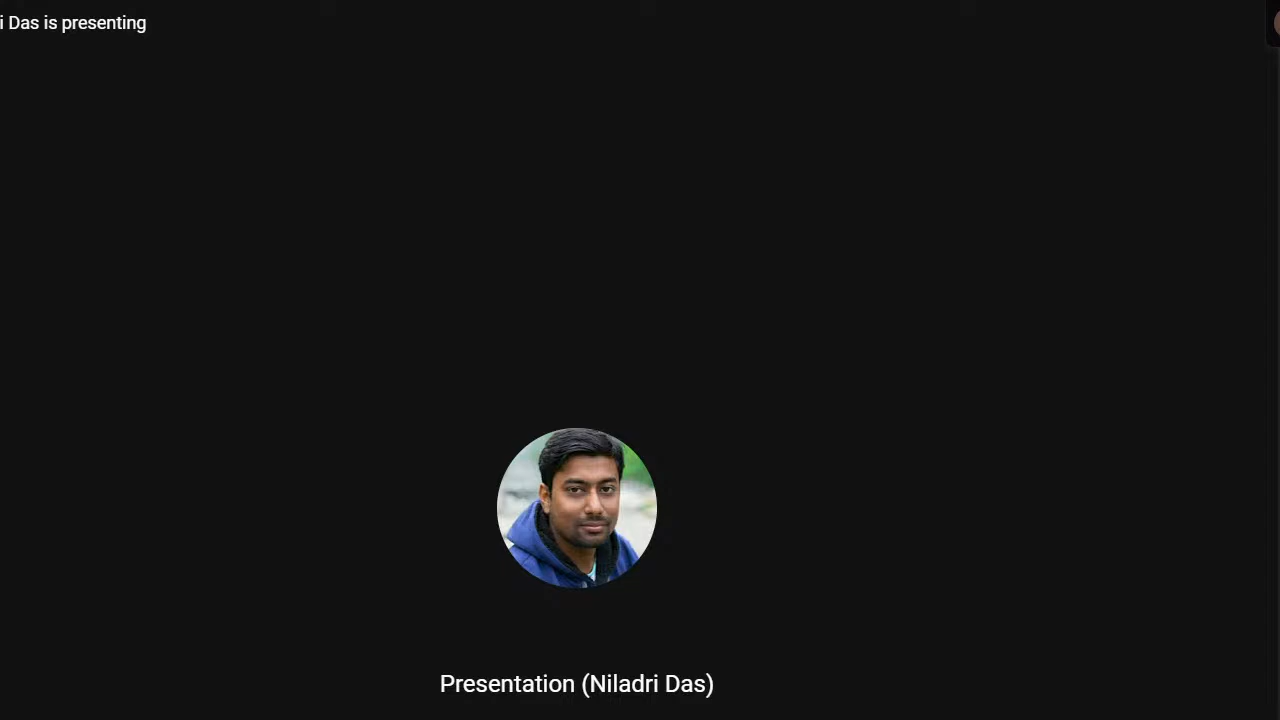 i Das is presenting
Presentation (Niladri Das)